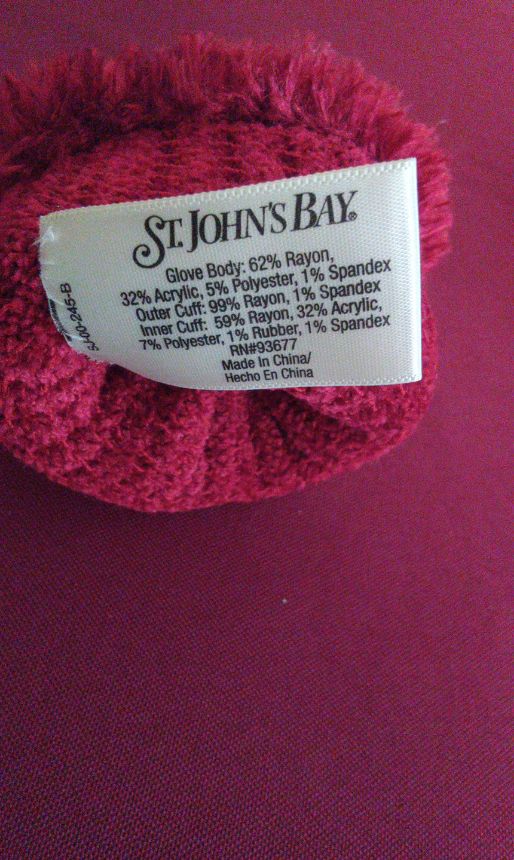 ST. JOHN'S BAY®
Glove Body: 62% Rayon,
32% Acrylic, 5% Polyester, 1% Spandex
Outer Cuff: 99% Rayon, 1% Spandex
Inner Cuff: 59% Rayon, 32% Acrylic,
7% Polyester, 1% Rubber, 1% Spandex
RN#93677
Made In China/
Hecho En China